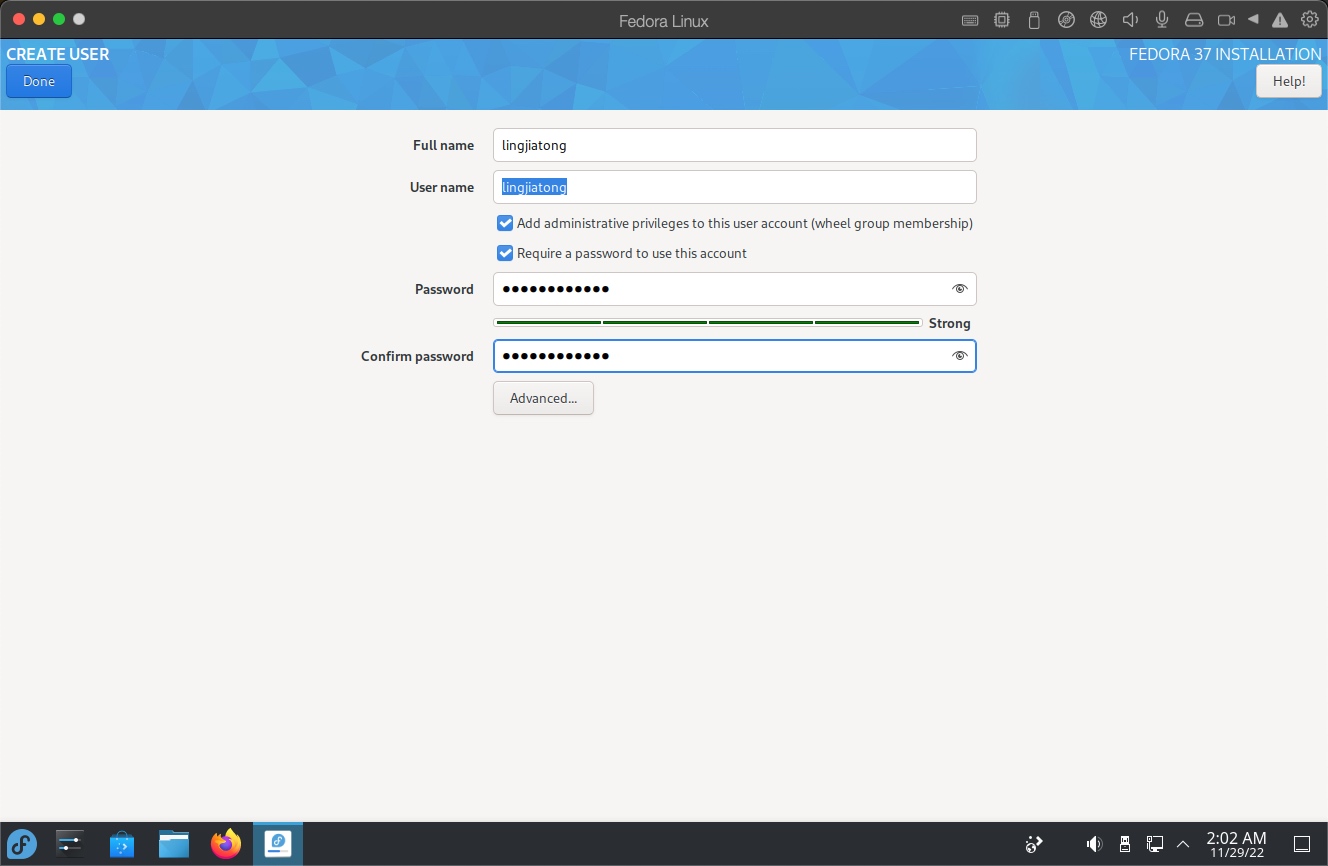 Fedora Linux
CREATE USER
FEDORA 37 INSTALLATION
Done
Help!
Full name
lingjiatong
User name
lingjiatong
Add administrative privileges to this user account (wheel group membership)
Require a password to use this account
Password
●●●●●●●●●●●●
Strong
Confirm password
●●●●●●●●●●●●
Advanced...
2:02 AM
11/29/22